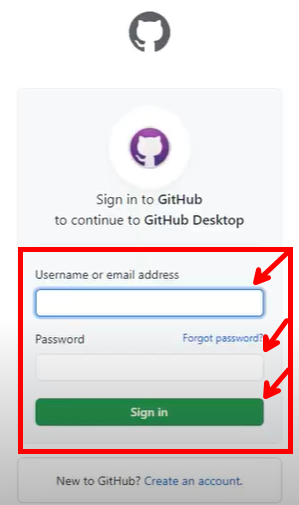 Sign in to GitHub
to continue to GitHub Desktop
Username or email address
Password Forgot password?
Sign in
New to GitHub? Create an account.